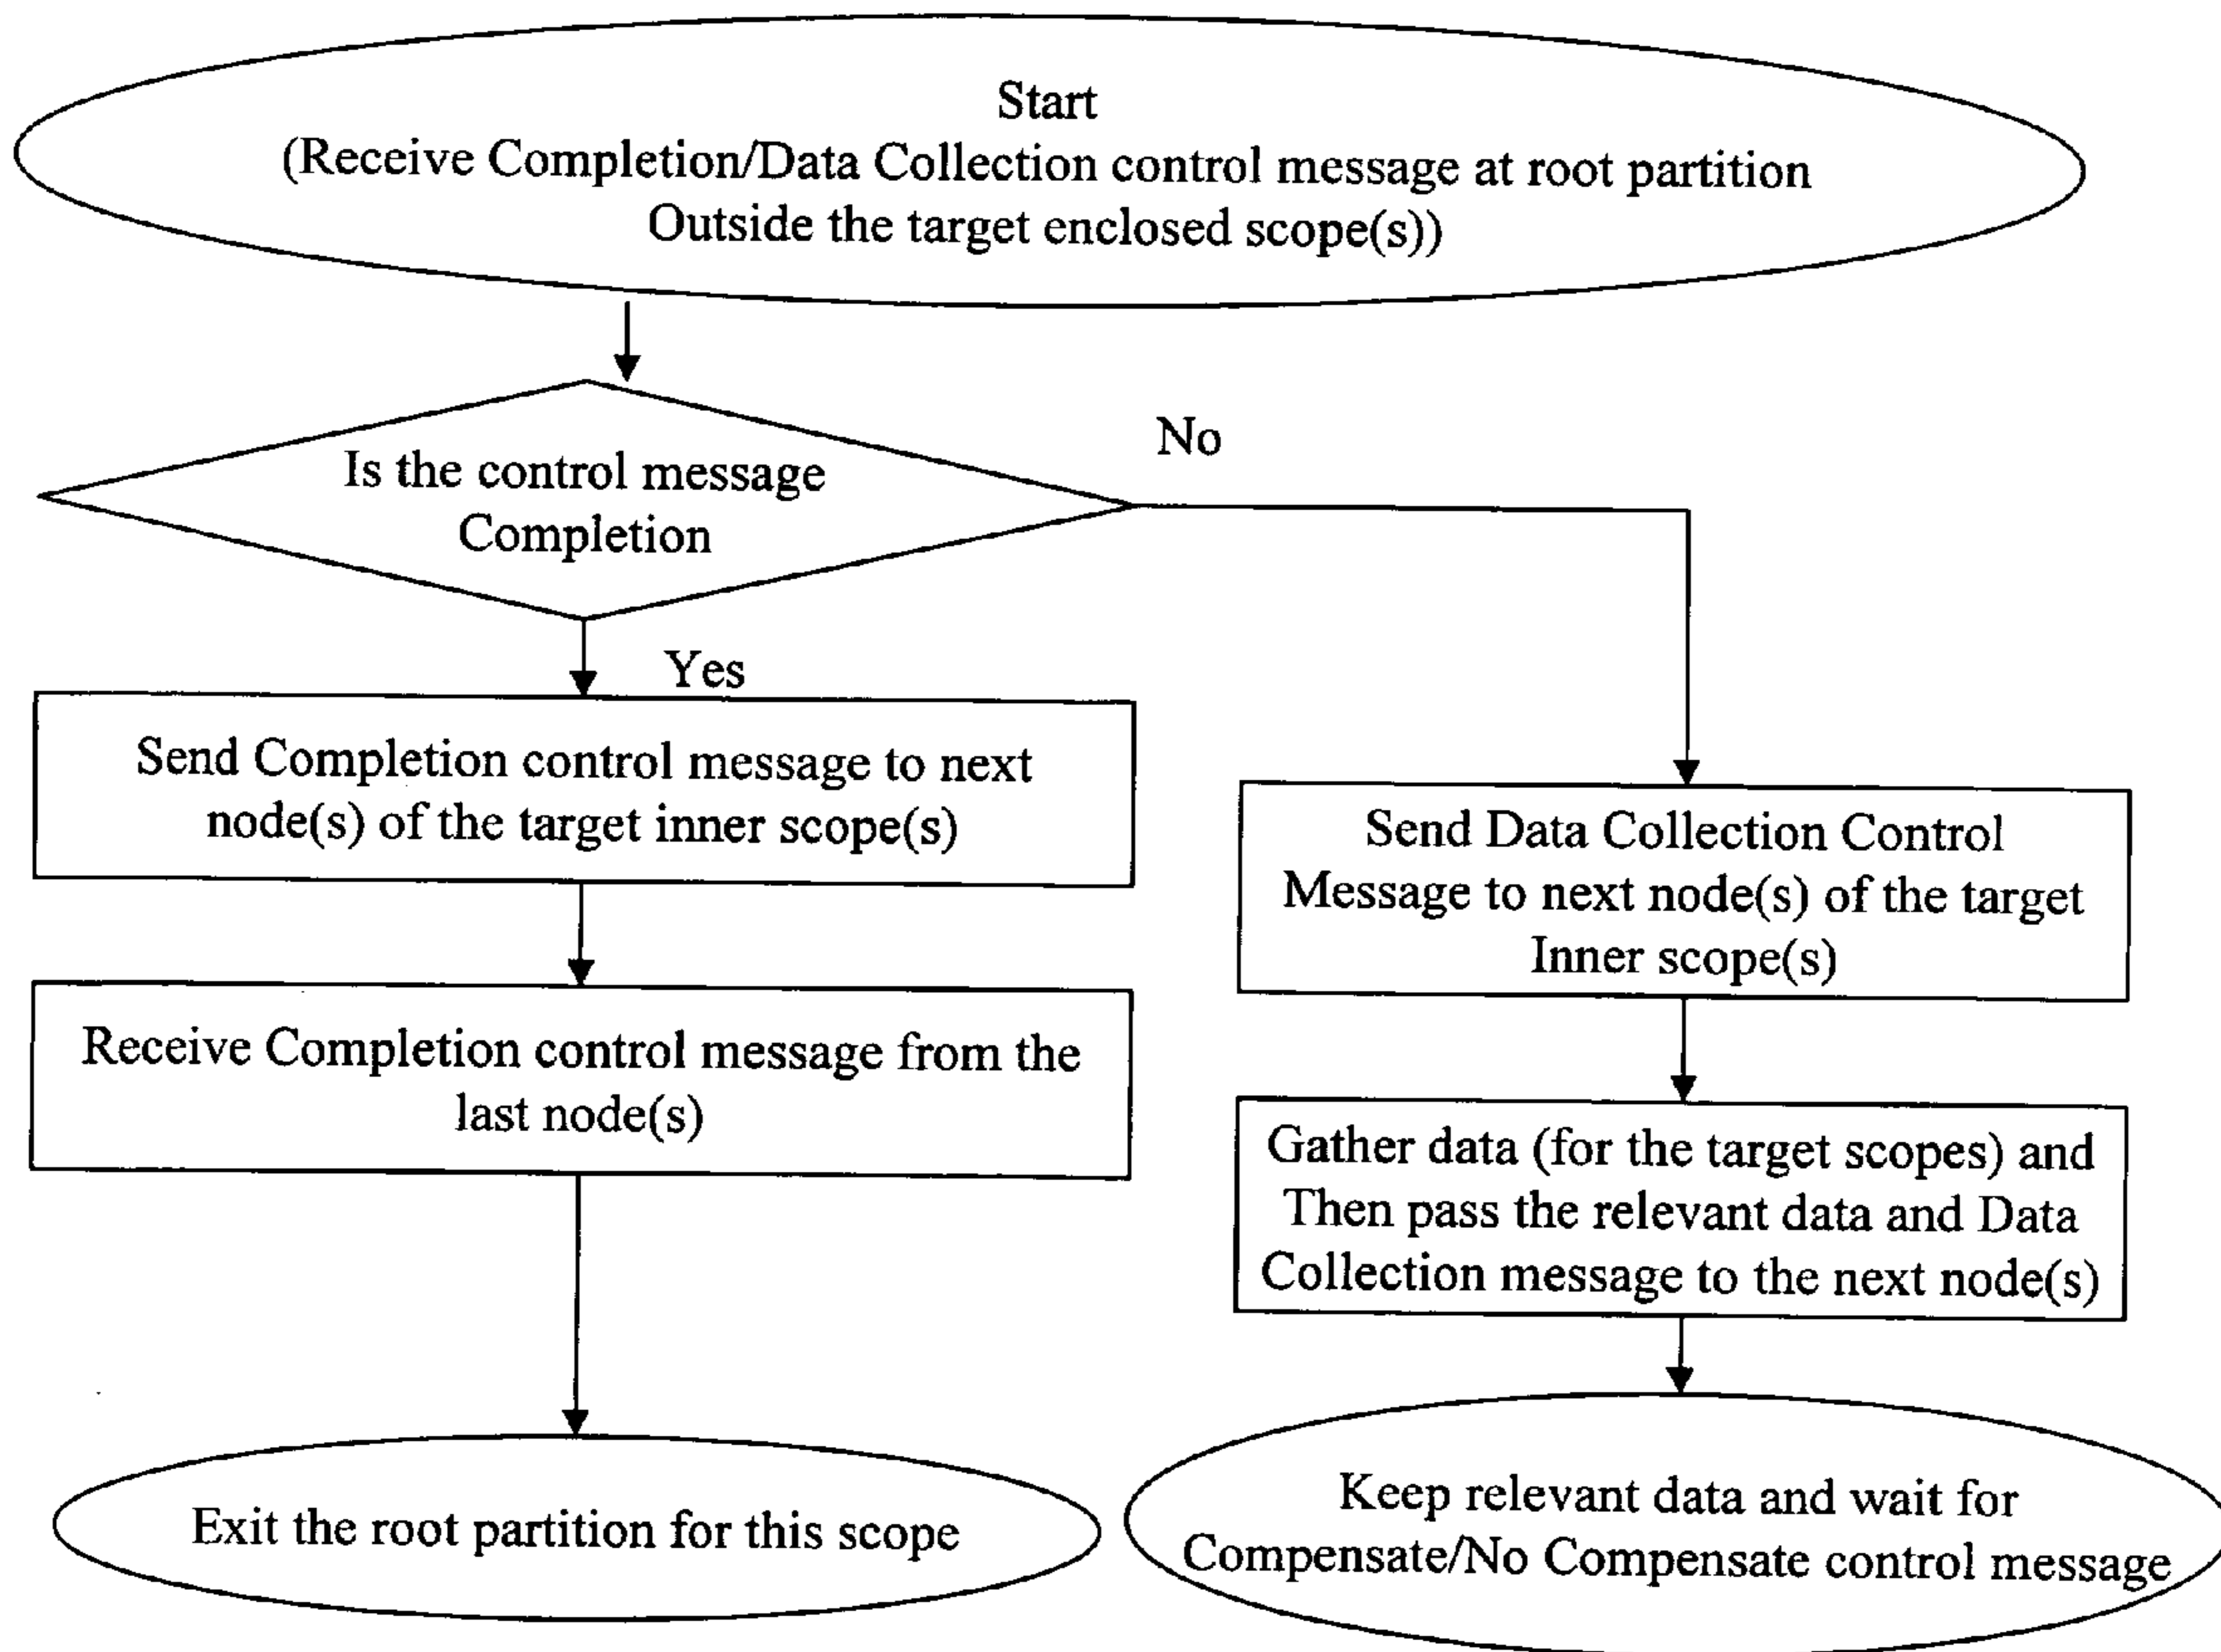 Start
(Receive Completion/Data Collection control message at root partition
Outside the target enclosed scope(s))
No
Is the control message
Completion
Yes
Send Completion control message to next
node(s) of the target inner scope(s)
Send Data Collection Control
Message to next node(s) of the target
Inner scope(s)
Receive Completion control message from the
last node(s)
Gather data (for the target scopes) and
Then pass the relevant data and Data
Collection message to the next node(s)
Exit the root partition for this scope
Keep relevant data and wait for
Compensate/No Compensate control message